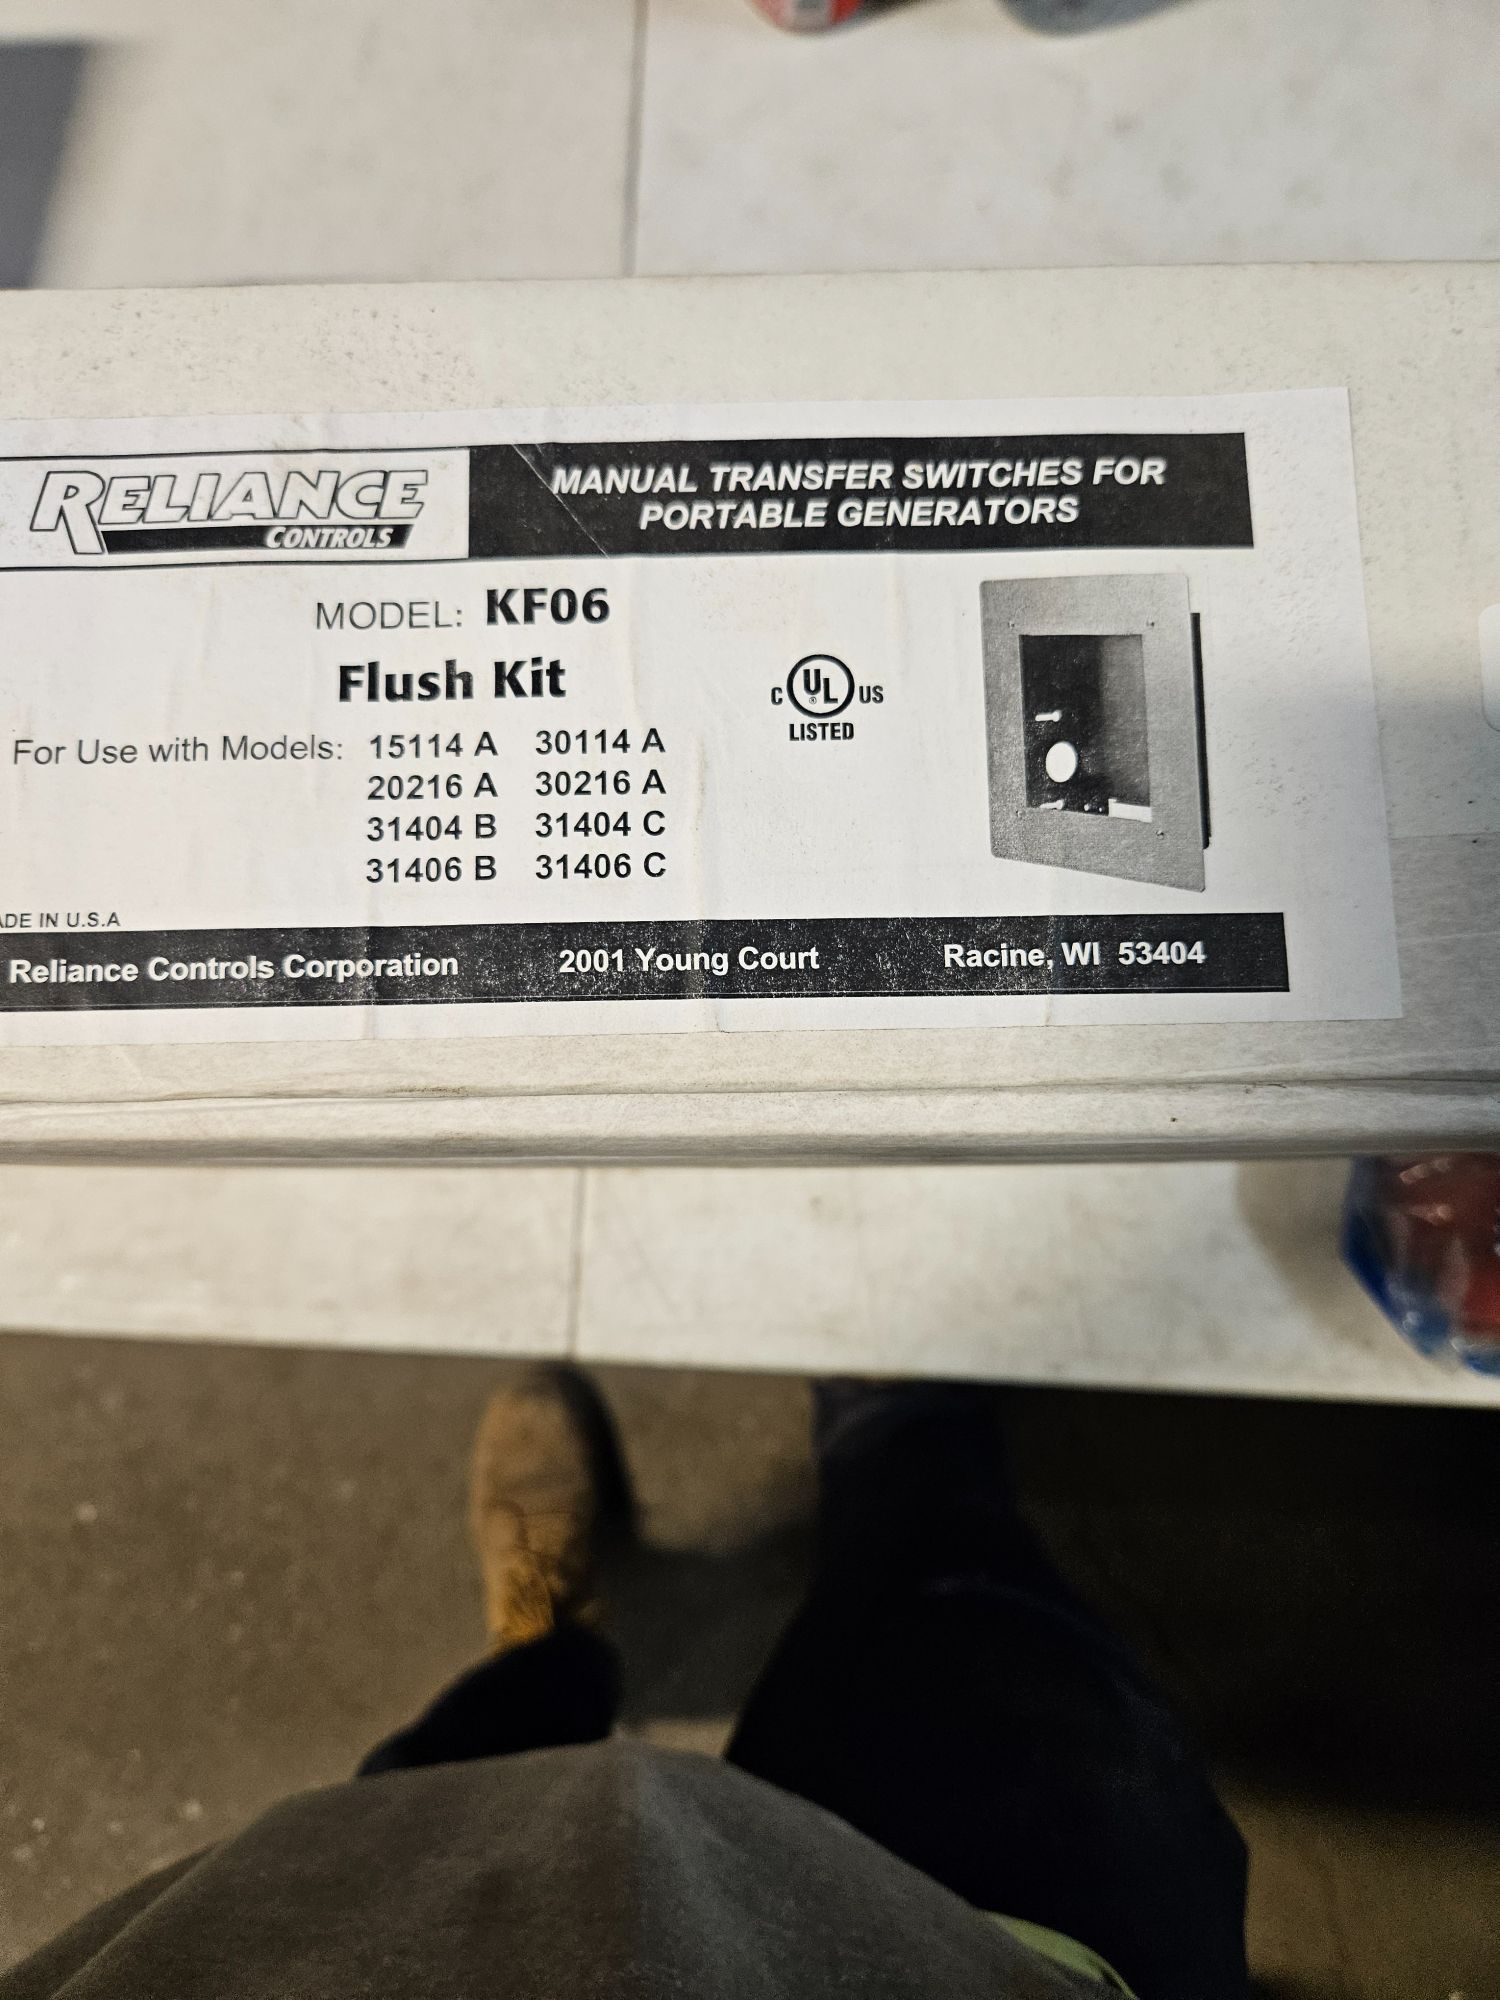 RELIANCE
CONTROLS
MANUAL TRANSFER SWITCHES FOR
PORTABLE GENERATORS
MODEL: KF06
Flush Kit
For Use with Models: 15114 A 30114 A
20216 A 30216 A
31404 B 31404 C
31406 B 31406 C
C UL ® US
LISTED
ADE IN U.S.A
Reliance Controls Corporation 2001 Young Court Racine, WI 53404